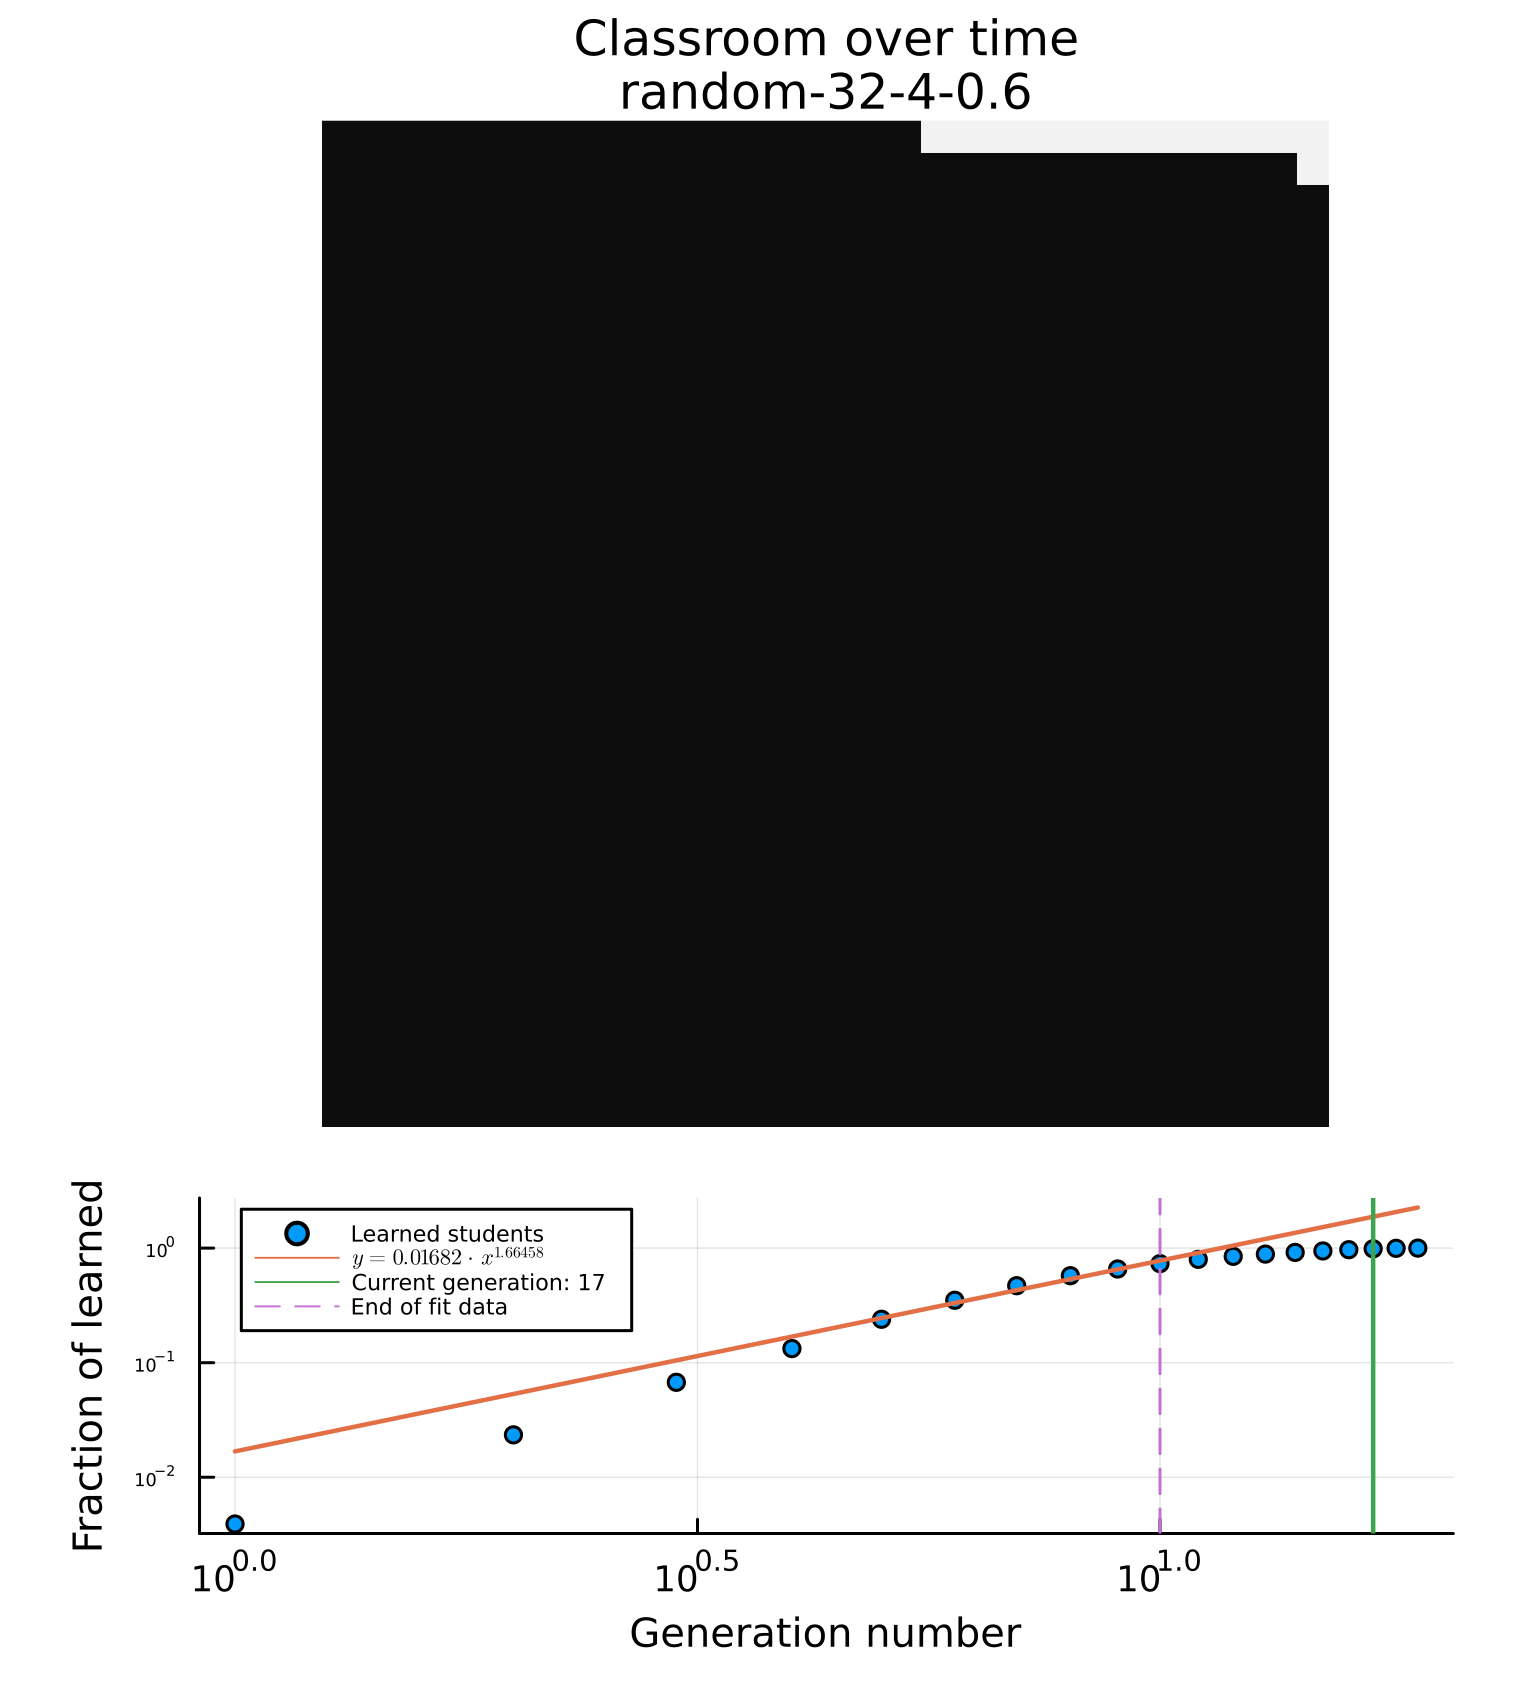 Classroom over time
random-32-4-0.6
Fraction of learned
10^0
10^−1
10^−2
Learned students
y = 0.01682 · x^1.66458
Current generation: 17
End of fit data
10^0.0
10^0.5
10^1.0
Generation number